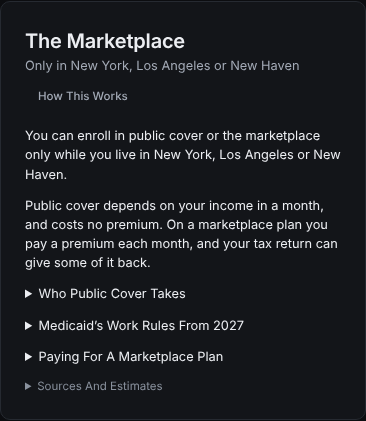 The Marketplace
Only in New York, Los Angeles or New Haven
How This Works
You can enroll in public cover or the marketplace
only while you live in New York, Los Angeles or New
Haven.
Public cover depends on your income in a month,
and costs no premium. On a marketplace plan you
pay a premium each month, and your tax return can
give some of it back.
Who Public Cover Takes
Medicaid’s Work Rules From 2027
Paying For A Marketplace Plan
Sources And Estimates